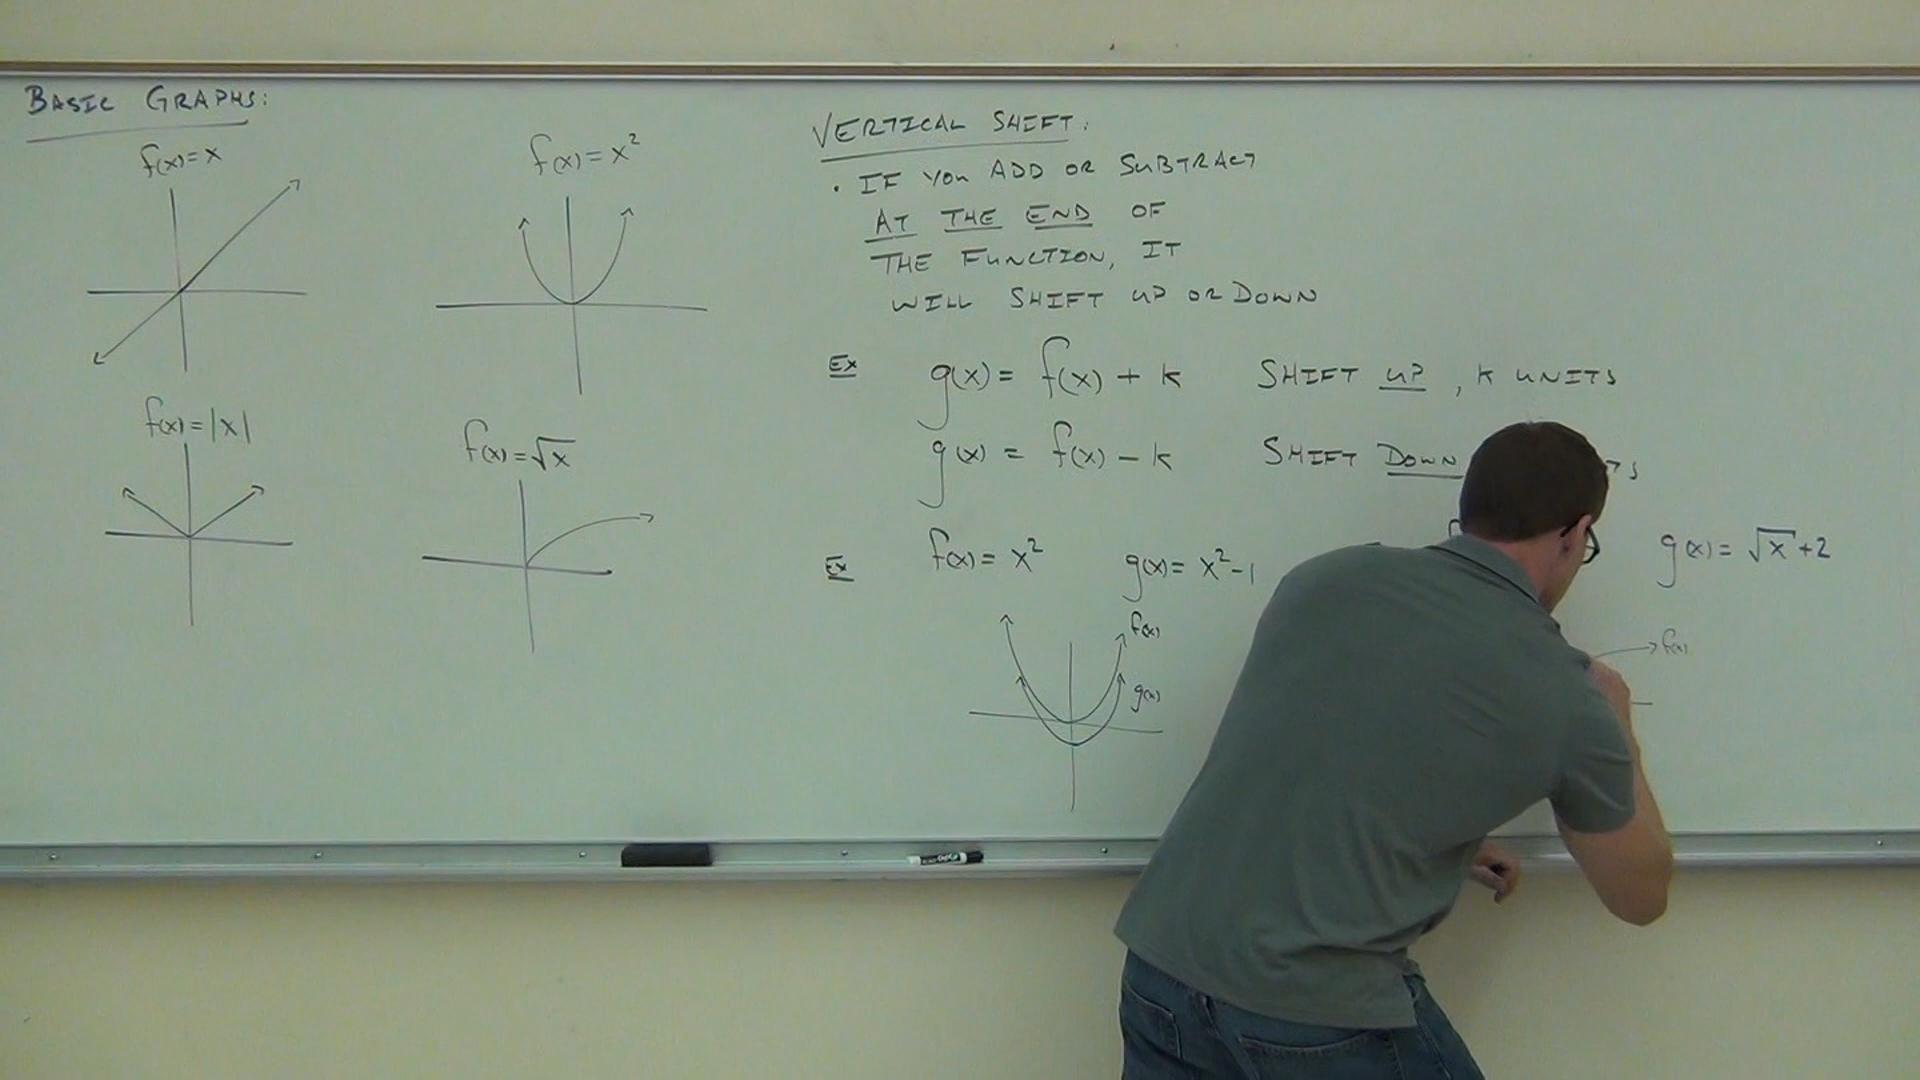 BASIC GRAPHS:
f(x)=x
f(x)=x²
f(x)=|x|
f(x)=√x
VERTICAL SHIFT:
• IF YOU ADD OR SUBTRACT
AT THE END OF
THE FUNCTION, IT
WILL SHIFT UP OR DOWN
Ex g(x)= f(x) + k SHIFT UP, K UNITS
g(x) = f(x) – k SHIFT DOWN
Ex f(x)= x² g(x)= x²-1
g(x)= √x+2
f(x)
g(x)
f(x)